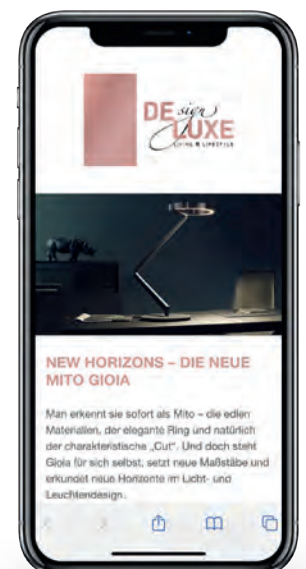 DE sign
LUXE
LIVING & LIFESTYLE
NEW HORIZONS – DIE NEUE
MITO GIOIA
Man erkennt sie sofort als Mito – die edlen
Materialien, der elegante Ring und natürlich
der charakteristische „Cut“. Und doch steht
Gioia für sich selbst, setzt neue Maßstäbe und
erkundet neue Horizonte im Licht- und
Leuchtendesign.